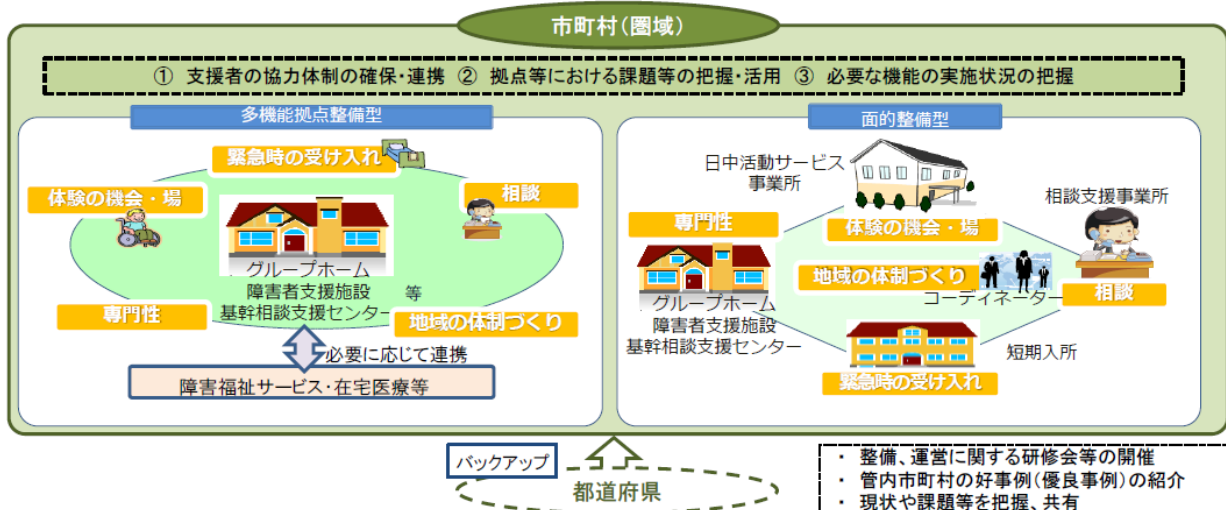 市町村(圏域)
① 支援者の協力体制の確保・連携 ② 拠点等における課題等の把握・活用 ③ 必要な機能の実施状況の把握
多機能拠点整備型
緊急時の受け入れ
体験の機会・場
相談
グループホーム
障害者支援施設 等
基幹相談支援センター
専門性
地域の体制づくり
必要に応じて連携
障害福祉サービス・在宅医療等
面的整備型
日中活動サービス
事業所
体験の機会・場
相談支援事業所
相談
専門性
グループホーム
障害者支援施設
基幹相談支援センター
地域の体制づくり
コーディネーター
短期入所
緊急時の受け入れ
バックアップ
都道府県
・ 整備、運営に関する研修会等の開催
・ 管内市町村の好事例(優良事例)の紹介
・ 現状や課題等を把握、共有